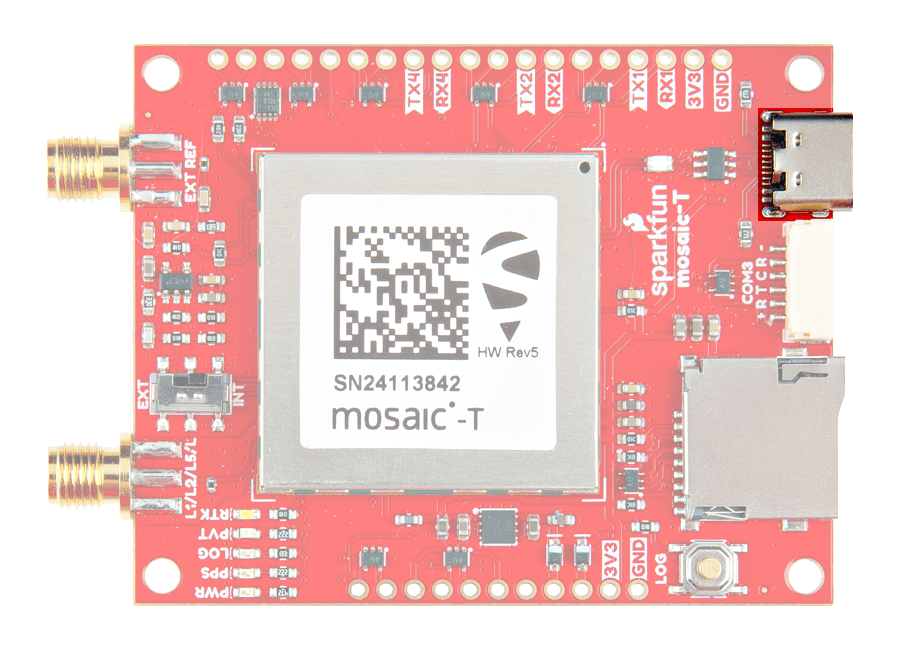 TX4
RX4
TX2
RX2
TX1
RX1
3V3
GND
EXT REF
sparkfun
mosaic-T
COM3
+ R T C R -
HW Rev5
SN24113842
mosaic-T
EXT
INT
L1/L2/L5/L
RTK
PVT
LOG
PPS
PWR
3V3
GND
LOG